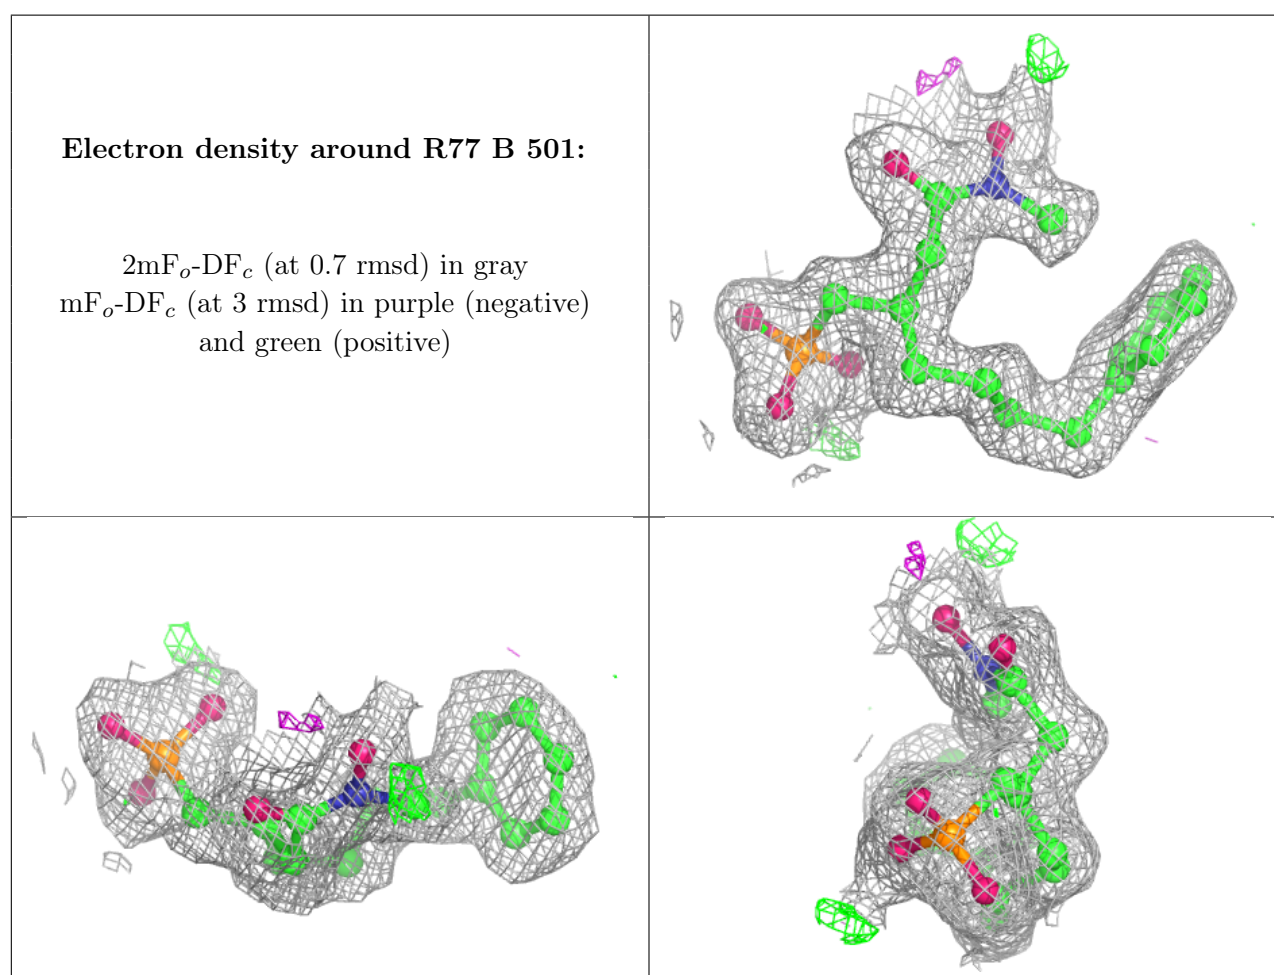 Electron density around R77 B 501:
2mFo-DFc (at 0.7 rmsd) in gray
mFo-DFc (at 3 rmsd) in purple (negative)
and green (positive)